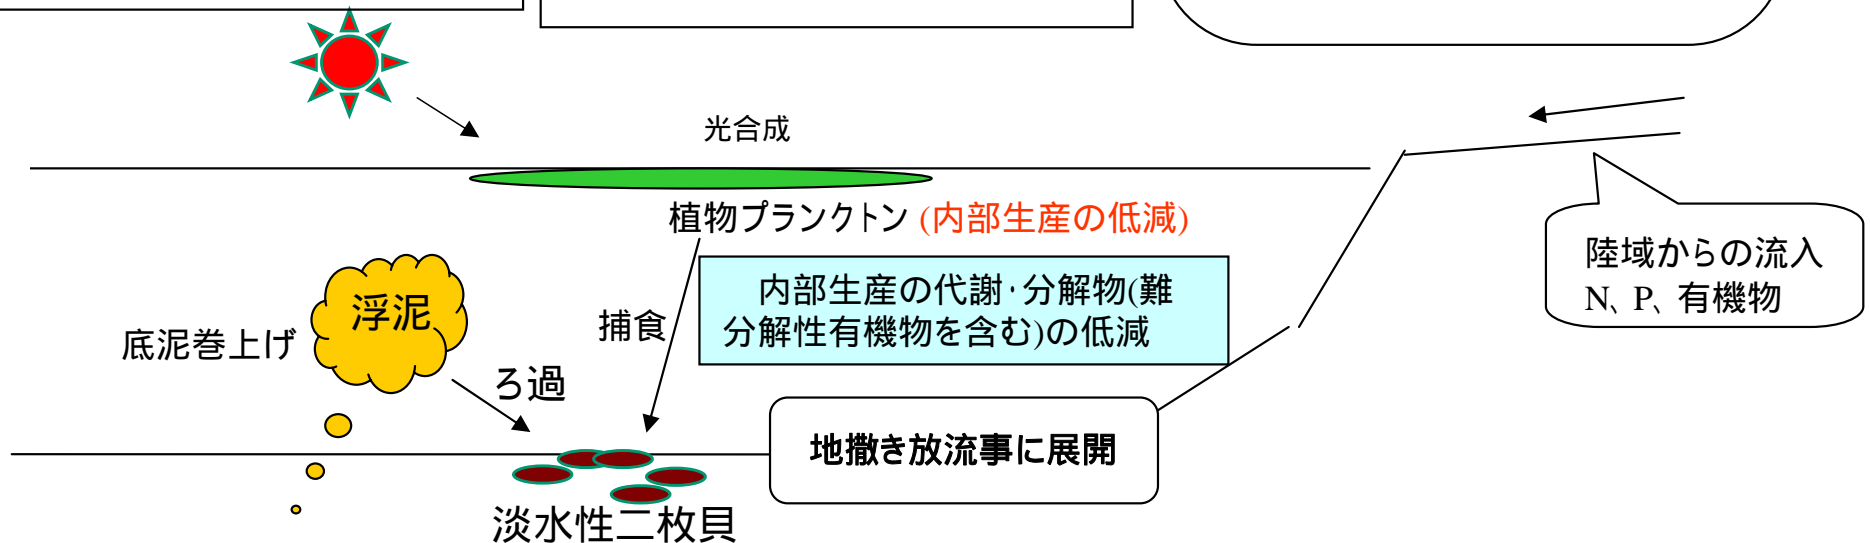 光合成
植物プランクトン (内部生産の低減)
内部生産の代謝・分解物(難
分解性有機物を含む)の低減
陸域からの流入
N、P、有機物
浮泥
底泥巻上げ
捕食
ろ過
地撒き放流事に展開
淡水性二枚貝